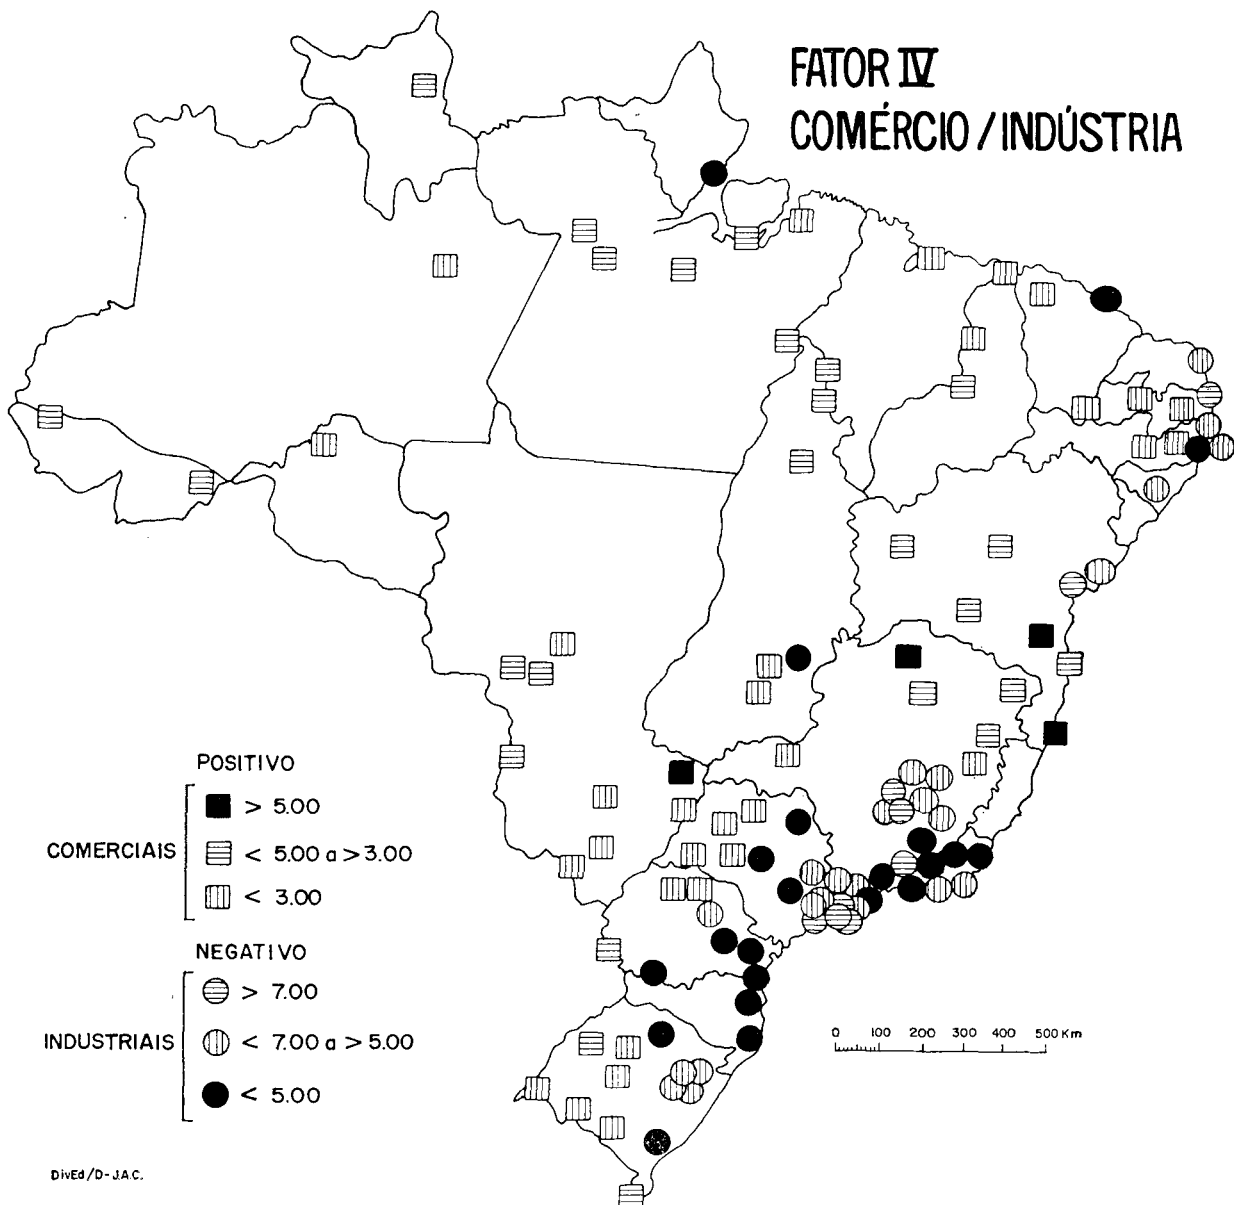 FATOR IV
COMÉRCIO/INDÚSTRIA
POSITIVO
COMERCIAIS
> 5.00
< 5.00 a > 3.00
< 3.00
NEGATIVO
INDUSTRIAIS
> 7.00
< 7.00 a > 5.00
< 5.00
0 100 200 300 400 500 Km
DivEd/D-J.A.C.